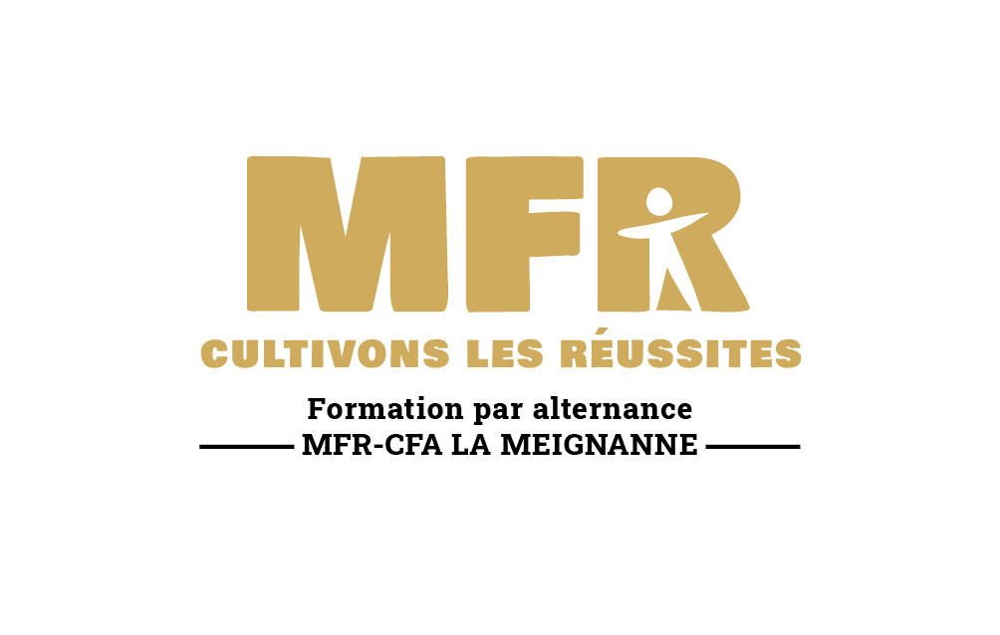 MFR
CULTIVONS LES RÉUSSITES
Formation par alternance
MFR-CFA LA MEIGNANNE